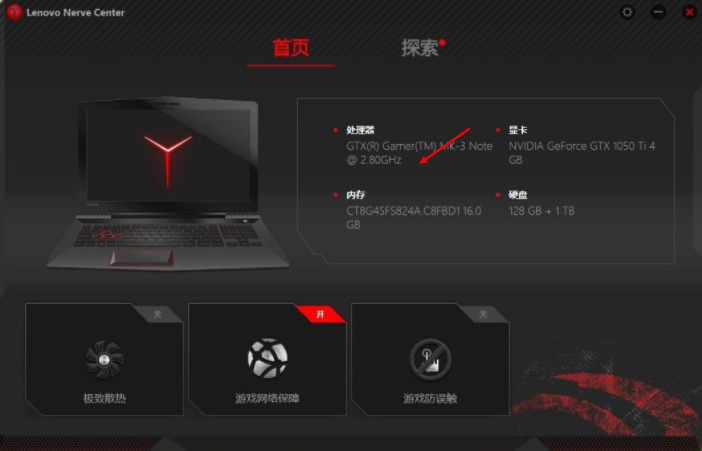 Lenovo Nerve Center
首页
探索
处理器
GTX(R) Gamer(TM) MK-3 Note
@ 2.80GHz
显卡
NVIDIA GeForce GTX 1050 Ti 4
GB
内存
CT8G4SFS824A.C8FBD1 16.0
GB
硬盘
128 GB + 1 TB
关
开
关
极致散热
游戏网络保障
游戏防误触